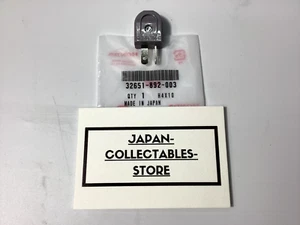 32651-892-003
QTY 1
MADE IN JAPAN
JAPAN-
COLLECTABLES-
STORE